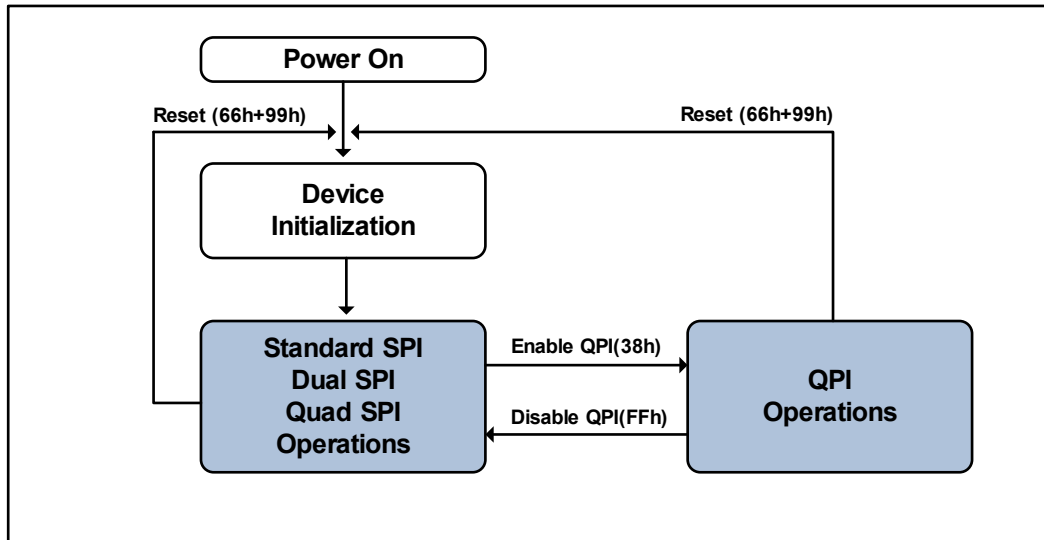 Power On
Reset (66h+99h)
Reset (66h+99h)
Device
Initialization
Standard SPI
Dual SPI
Quad SPI
Operations
Enable QPI(38h)
Disable QPI(FFh)
QPI
Operations